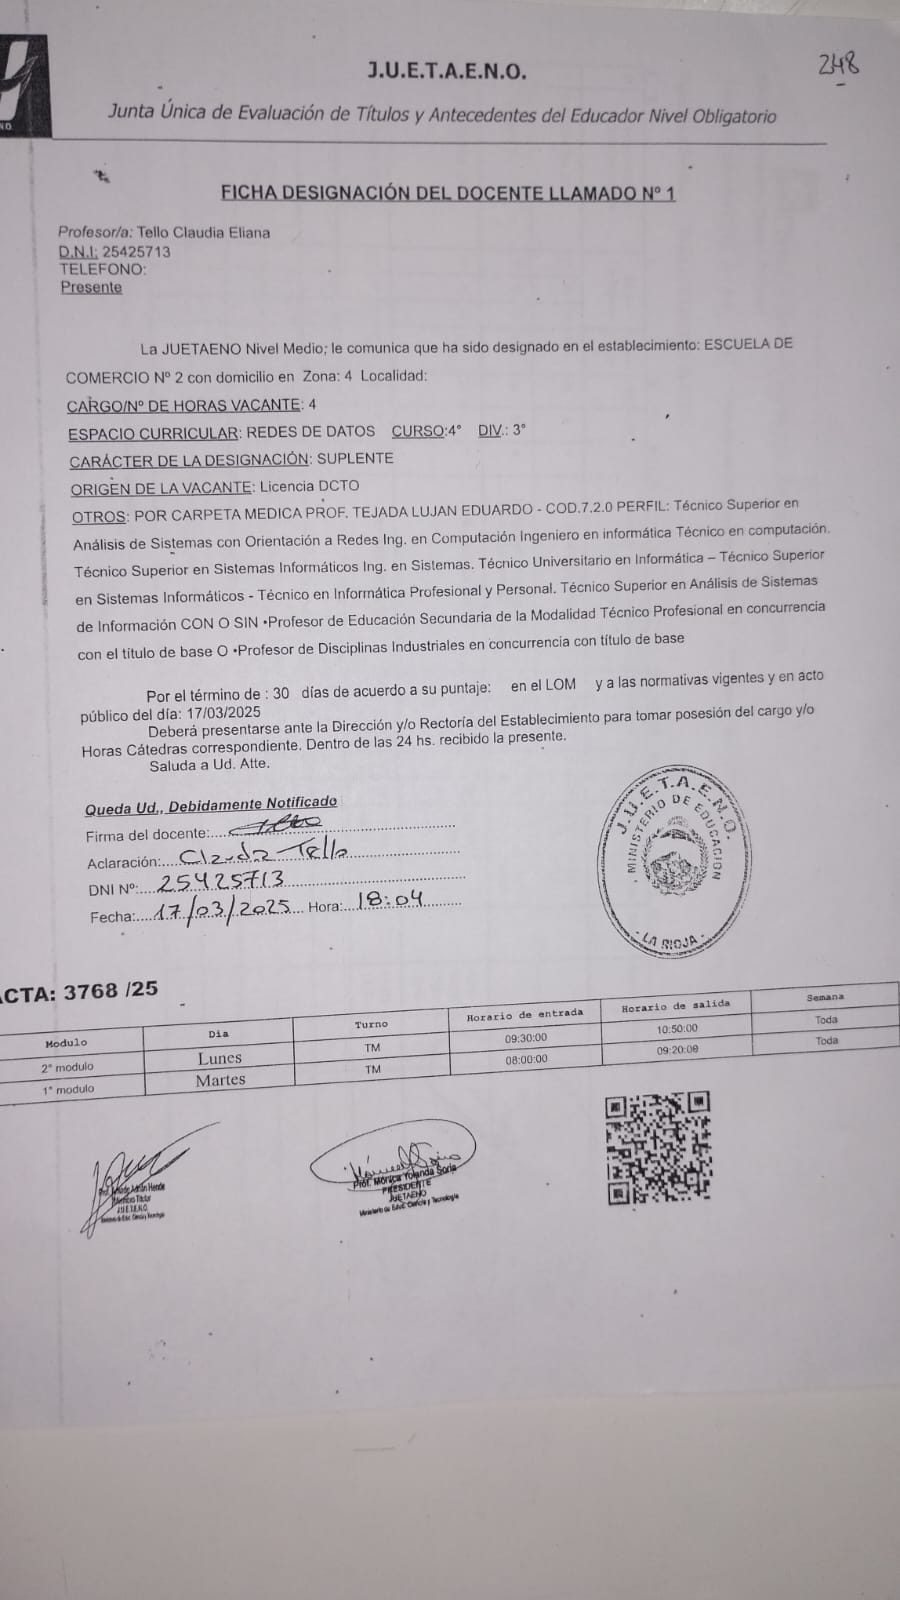 248
J.U.E.T.A.E.N.O.
Junta Única de Evaluación de Títulos y Antecedentes del Educador Nivel Obligatorio
FICHA DESIGNACIÓN DEL DOCENTE LLAMADO Nº 1
Profesor/a: Tello Claudia Eliana
D.N.I: 25425713
TELEFONO:
Presente
La JUETAENO Nivel Medio; le comunica que ha sido designado en el establecimiento: ESCUELA DE
COMERCIO Nº 2 con domicilio en Zona: 4 Localidad:
CARGO/Nº DE HORAS VACANTE: 4
ESPACIO CURRICULAR: REDES DE DATOS CURSO:4° DIV.: 3°
CARÁCTER DE LA DESIGNACIÓN: SUPLENTE
ORIGEN DE LA VACANTE: Licencia DCTO
OTROS: POR CARPETA MEDICA PROF. TEJADA LUJAN EDUARDO - COD.7.2.0 PERFIL: Técnico Superior en
Análisis de Sistemas con Orientación a Redes Ing. en Computación Ingeniero en informática Técnico en computación.
Técnico Superior en Sistemas Informáticos Ing. en Sistemas. Técnico Universitario en Informática – Técnico Superior
en Sistemas Informáticos - Técnico en Informática Profesional y Personal. Técnico Superior en Análisis de Sistemas
de Información CON O SIN •Profesor de Educación Secundaria de la Modalidad Técnico Profesional en concurrencia
con el título de base O •Profesor de Disciplinas Industriales en concurrencia con título de base
Por el término de : 30 días de acuerdo a su puntaje: en el LOM y a las normativas vigentes y en acto
público del día: 17/03/2025
Deberá presentarse ante la Dirección y/o Rectoría del Establecimiento para tomar posesión del cargo y/o
Horas Cátedras correspondiente. Dentro de las 24 hs. recibido la presente.
Saluda a Ud. Atte.
Queda Ud., Debidamente Notificado
Firma del docente:....
Aclaración:....Claudia Tello
DNI Nº:....25425713
Fecha:....17/03/2025... Hora:...18:04
J.U.E.T.A.E.N.O.
MINISTERIO DE EDUCACIÓN
- LA RIOJA -
ACTA: 3768 /25
Modulo Dia Turno Horario de entrada Horario de salida Semana
2° modulo Lunes TM 09:30:00 10:50:00 Toda
1° modulo Martes TM 08:00:00 09:20:00 Toda
Prof. Mónica Yolanda Soria
PRESIDENTE
JUETAENO
Ministerio de Educ. Ciencia y Tecnología